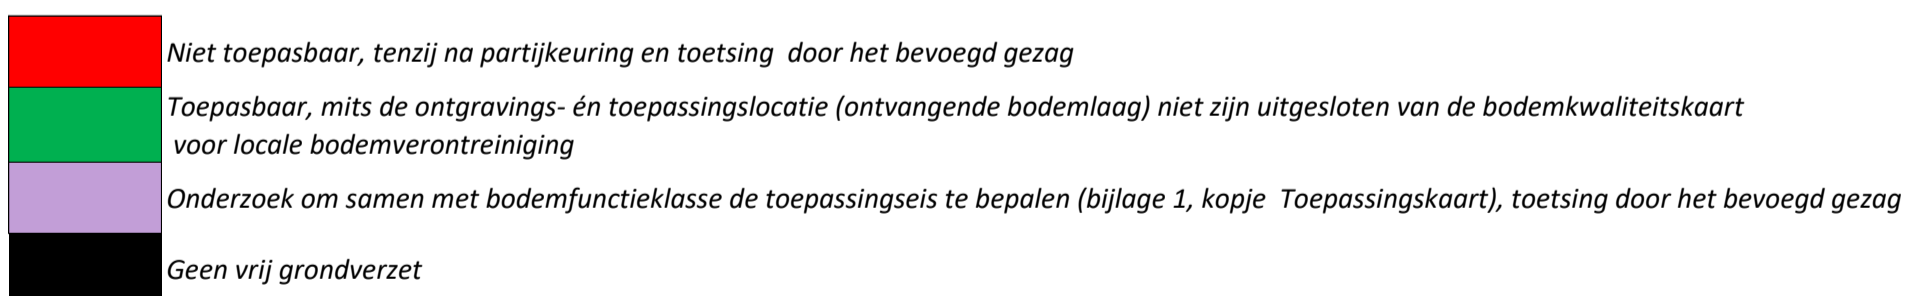 Niet toepasbaar, tenzij na partijkeuring en toetsing  door het bevoegd gezag
Toepasbaar, mits de ontgravings- én toepassingslocatie (ontvangende bodemlaag) niet zijn uitgesloten van de bodemkwaliteitskaart
voor locale bodemverontreiniging
Onderzoek om samen met bodemfunctieklasse de toepassingseis te bepalen (bijlage 1, kopje  Toepassingskaart), toetsing door het bevoegd gezag
Geen vrij grondverzet